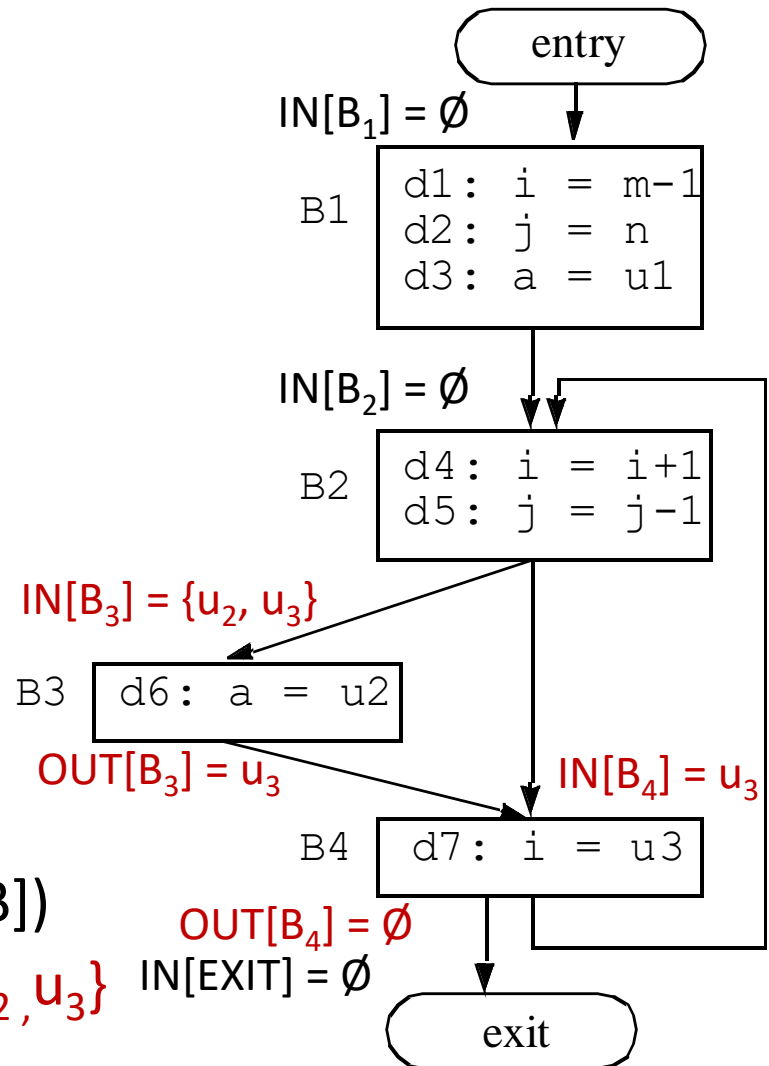 entry
IN[B₁] = Ø
B1
d1: i = m-1
d2: j = n
d3: a = u1
IN[B₂] = Ø
B2
d4: i = i+1
d5: j = j-1
IN[B₃] = {u₂, u₃}
B3
d6: a = u2
OUT[B₃] = u₃
IN[B₄] = u₃
B4
d7: i = u3
])
OUT[B₄] = Ø
₂ ,u₃}
IN[EXIT] = Ø
exit